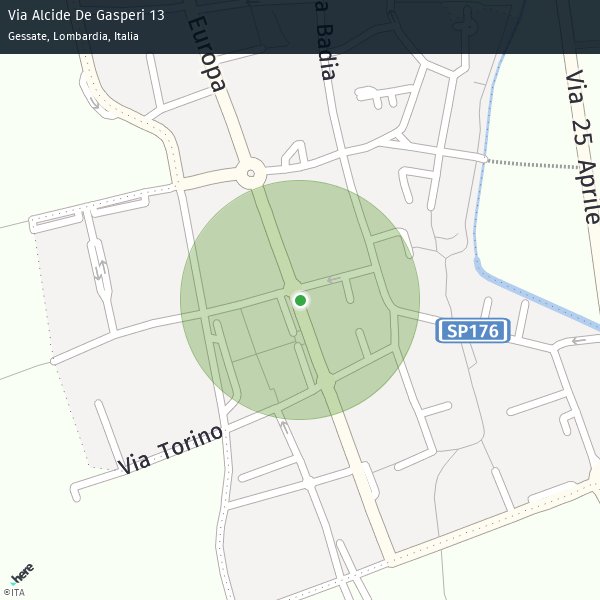 Via Alcide De Gasperi 13
Gessate, Lombardia, Italia
Europa
a Badia
Via 25 Aprile
SP176
Via Torino
here
©ITA